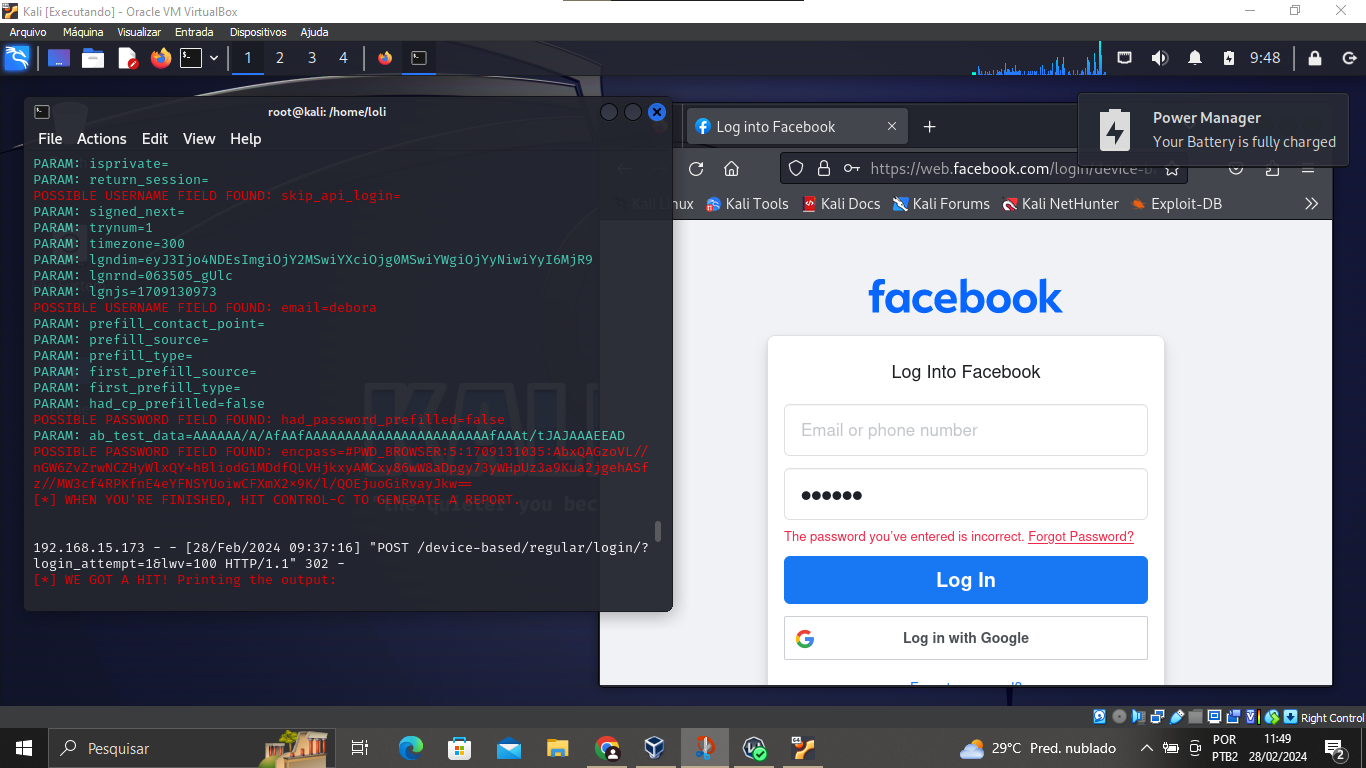 Kali [Executando] - Oracle VM VirtualBox
Arquivo Máquina Visualizar Entrada Dispositivos Ajuda
1 2 3 4 9:48
root@kali: /home/loli
File Actions Edit View Help
PARAM: isprivate=
PARAM: return_session=
POSSIBLE USERNAME FIELD FOUND: skip_api_login=
PARAM: signed_next=
PARAM: trynum=1
PARAM: timezone=300
PARAM: lgndim=eyJ3Ijo4NDEsImgiOjY2MSwiYXciOjg0MSwiYWgiOjYyNiwiYyI6MjR9
PARAM: lgnrnd=063505_gUlc
PARAM: lgnjs=1709130973
POSSIBLE USERNAME FIELD FOUND: email=debora
PARAM: prefill_contact_point=
PARAM: prefill_source=
PARAM: prefill_type=
PARAM: first_prefill_source=
PARAM: first_prefill_type=
PARAM: had_cp_prefilled=false
POSSIBLE PASSWORD FIELD FOUND: had_password_prefilled=false
PARAM: ab_test_data=AAAAAA/A/AfAAfAAAAAAAAAAAAAAAAAAAAAAAfAAAt/tJAJAAAEEAD
POSSIBLE PASSWORD FIELD FOUND: encpass=#PWD_BROWSER:5:1709131035:AbxQAGzoVL//
nGW6ZvZrwNCZHyWlxQY+hBliodG1MDdfQLVHjkxyAMCxy86wW8aDpgy73yWHpUz3a9Kua2jgehASf
z//MW3cf4RPKfnE4eYFNSYUoiwCFXmX2×9K/l/QOEjuoGiRvayJkw==
[*] WHEN YOU'RE FINISHED, HIT CONTROL-C TO GENERATE A REPORT.
the quieter you bec
192.168.15.173 - - [28/Feb/2024 09:37:16] "POST /device-based/regular/login/?
login_attempt=1&lwv=100 HTTP/1.1" 302 -
[*] WE GOT A HIT! Printing the output:
Log into Facebook
Power Manager
Your Battery is fully charged
https://web.facebook.com/login/device-b
Linux Kali Tools Kali Docs Kali Forums Kali NetHunter Exploit-DB
facebook
Log Into Facebook
Email or phone number
The password you've entered is incorrect. Forgot Password?
Log In
Log in with Google
Right Control
Pesquisar
29°C Pred. nublado
POR
PTB2
11:49
28/02/2024
2